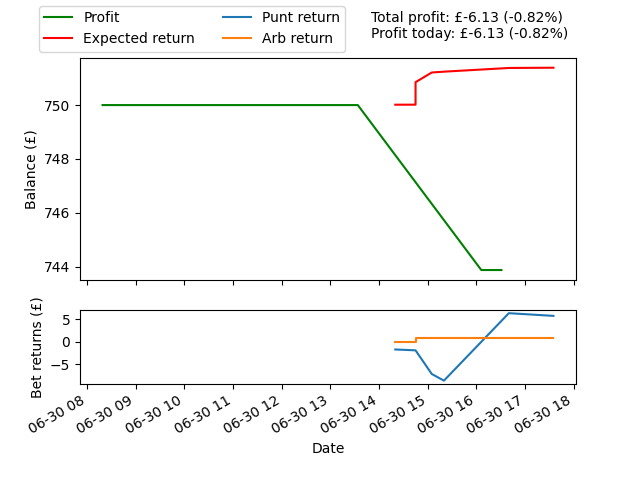 Profit
Expected return
Punt return
Arb return
Total profit: £-6.13 (-0.82%)
Profit today: £-6.13 (-0.82%)
Balance (£)
750
748
746
744
Bet returns (£)
5
0
−5
06-30 08
06-30 09
06-30 10
06-30 11
06-30 12
06-30 13
06-30 14
06-30 15
06-30 16
06-30 17
06-30 18
Date